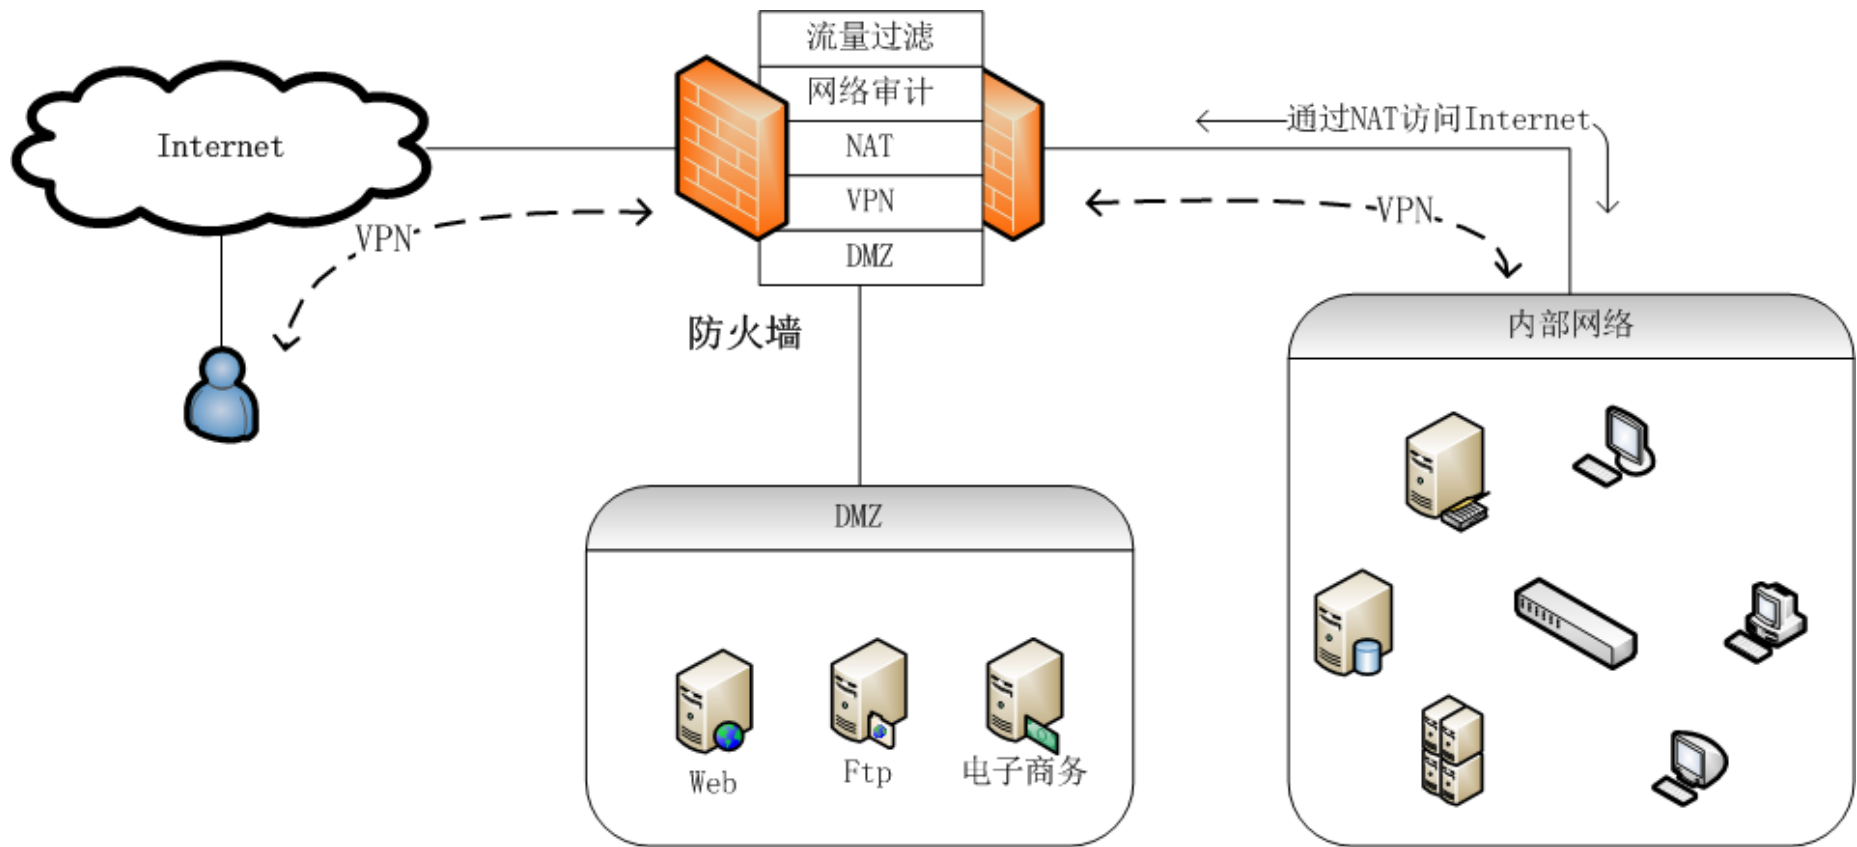 流量过滤
网络审计
NAT
VPN
DMZ
Internet
通过NAT访问Internet
VPN
VPN
防火墙
内部网络
DMZ
Web
Ftp
电子商务